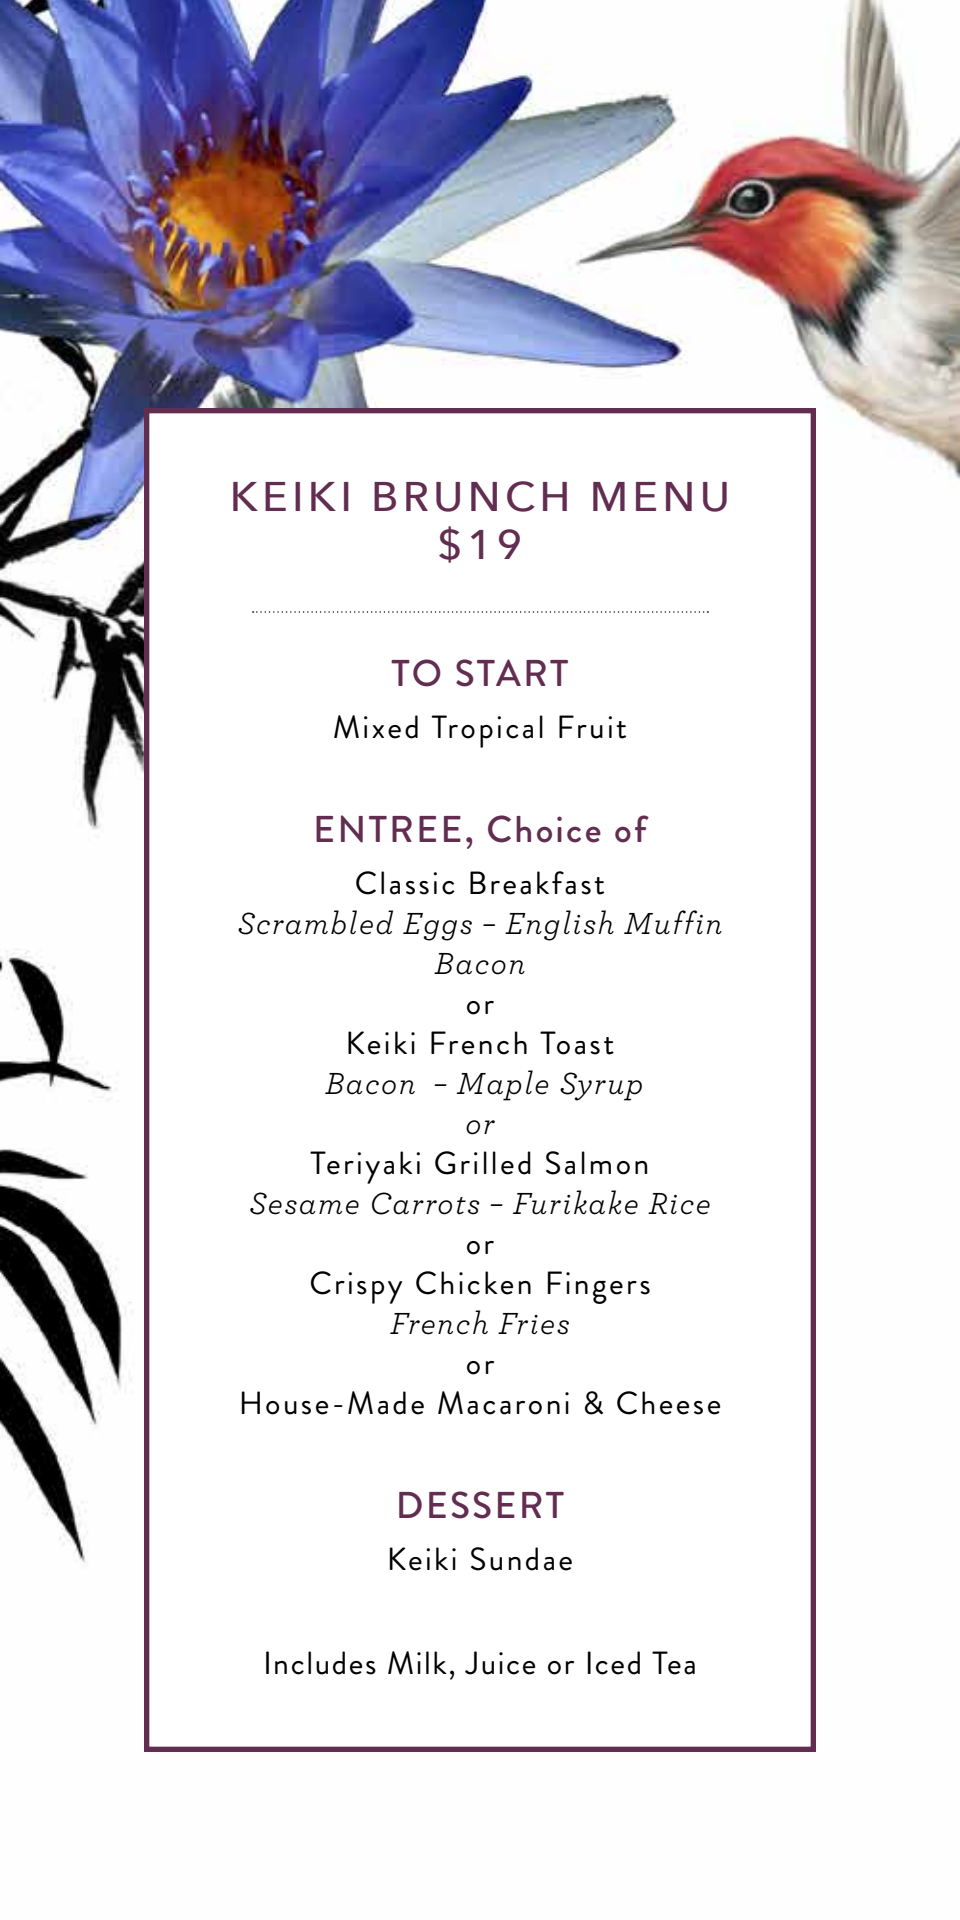 KEIKI BRUNCH MENU
$19
TO START
Mixed Tropical Fruit
ENTREE, Choice of
Classic Breakfast
Scrambled Eggs – English Muffin
Bacon
or
Keiki French Toast
Bacon – Maple Syrup
or
Teriyaki Grilled Salmon
Sesame Carrots – Furikake Rice
or
Crispy Chicken Fingers
French Fries
or
House-Made Macaroni & Cheese
DESSERT
Keiki Sundae
Includes Milk, Juice or Iced Tea